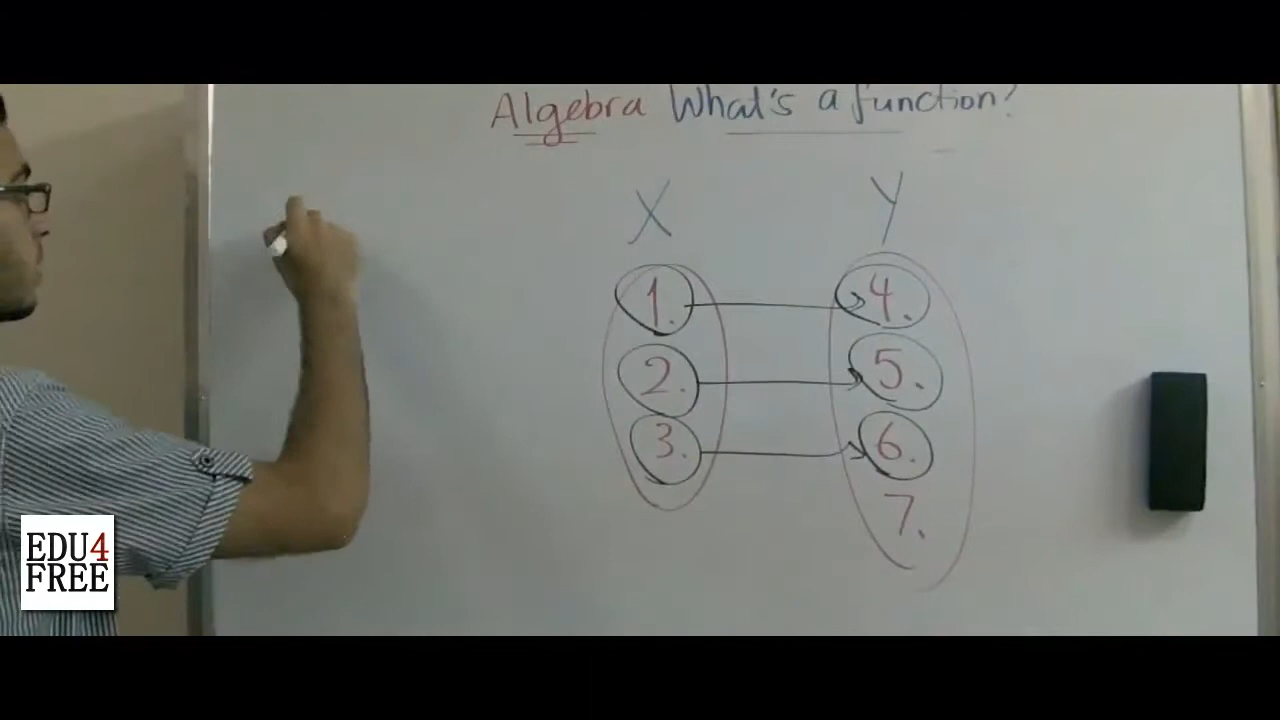 Algebra What's a function?
X Y
1. 4.
2. 5.
3. 6.
7.
EDU4
FREE